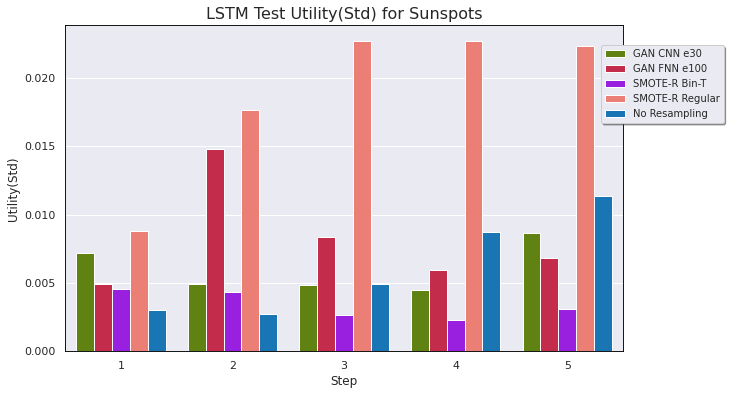 LSTM Test Utility(Std) for Sunspots
GAN CNN e30
GAN FNN e100
SMOTE-R Bin-T
SMOTE-R Regular
No Resampling
Utility(Std)
0.020
0.015
0.010
0.005
0.000
1 2 3 4 5
Step